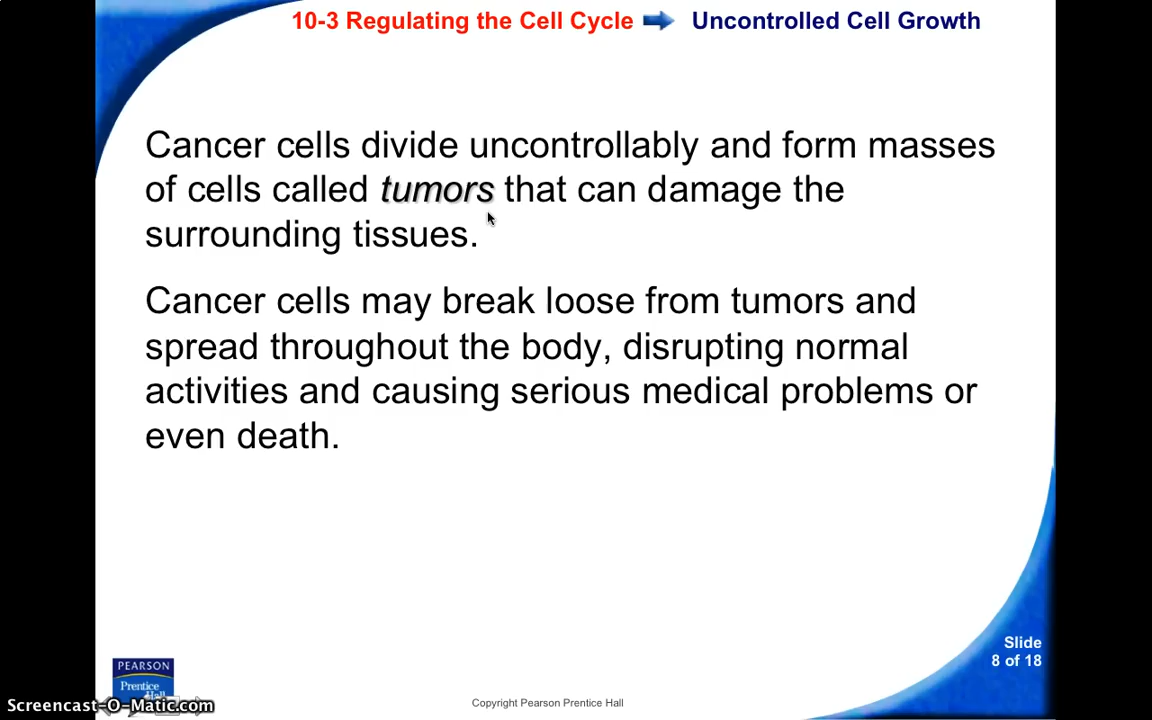 10-3 Regulating the Cell Cycle Uncontrolled Cell Growth
Cancer cells divide uncontrollably and form masses
of cells called tumors that can damage the
surrounding tissues.
Cancer cells may break loose from tumors and
spread throughout the body, disrupting normal
activities and causing serious medical problems or
even death.
Slide
8 of 18
PEARSON
Prentice
Hall
Screencast-O-Matic.com
Copyright Pearson Prentice Hall